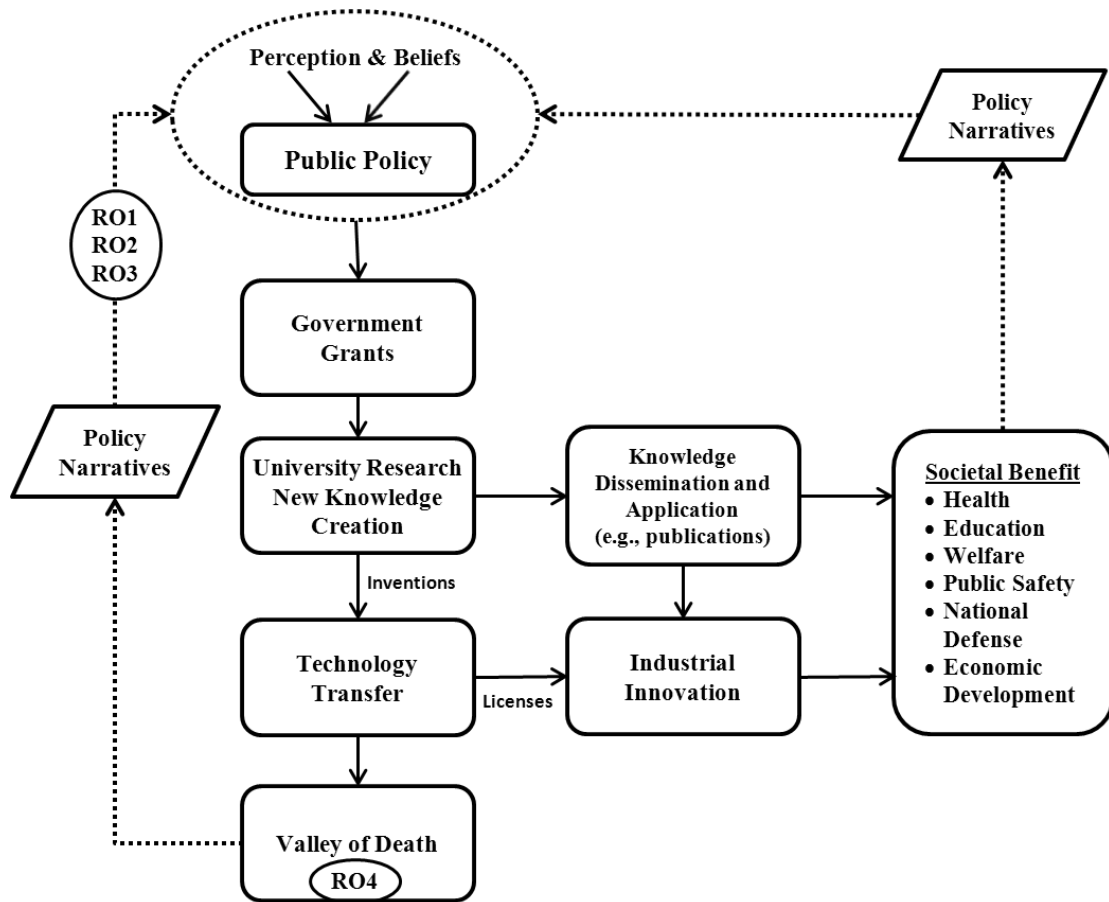 Perception & Beliefs
Public Policy
Policy
Narratives
RO1
RO2
RO3
Government
Grants
Policy
Narratives
University Research
New Knowledge
Creation
Knowledge
Dissemination and
Application
(e.g., publications)
Societal Benefit
• Health
• Education
• Welfare
• Public Safety
• National
Defense
• Economic
Development
Inventions
Technology
Transfer
Licenses
Industrial
Innovation
Valley of Death
RO4